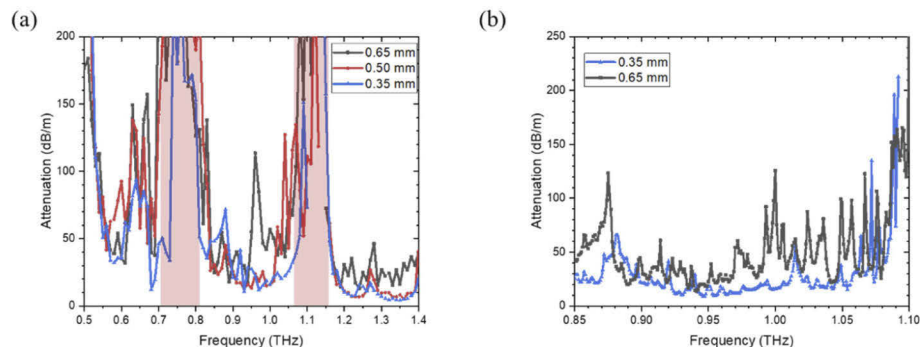 (a)
200
150
100
50
0
Attenuation (dB/m)
0.65 mm
0.50 mm
0.35 mm
0.5 0.6 0.7 0.8 0.9 1.0 1.1 1.2 1.3 1.4
Frequency (THz)
(b)
250
200
150
100
50
0
Attenuation (dB/m)
0.35 mm
0.65 mm
0.85 0.90 0.95 1.00 1.05 1.10
Frequency (THz)